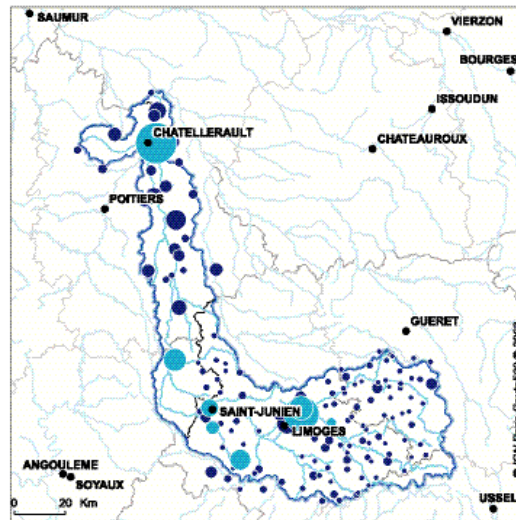 SAUMUR
VIERZON
BOURGES
ISSOUDUN
CHATELLERAULT
CHATEAUROUX
POITIERS
GUERET
SAINT-JUNIEN
LIMOGES
ANGOULEME
SOYAUX
0 20 Km
USSEL